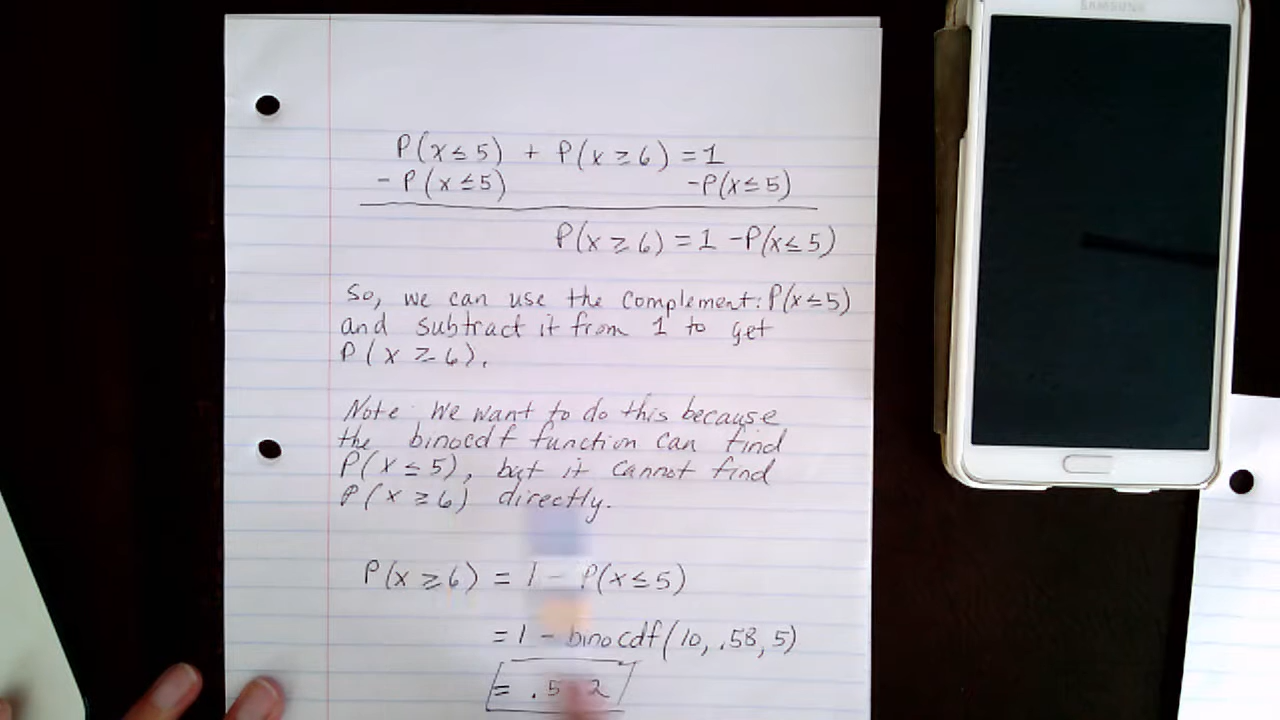 SAMSUNG
P(x ≤ 5) + P(x ≥ 6) = 1
- P(x ≤ 5) -P(x ≤ 5)
P(x ≥ 6) = 1 -P(x ≤ 5)
So, we can use the complement: P(x ≤ 5)
and subtract it from 1 to get
P(x ≥ 6).
Note: We want to do this because
the binocdf function can find
P(x ≤ 5), but it cannot find
P(x ≥ 6) directly.
P(x ≥ 6) = 1 - P(x ≤ 5)
= 1 - binocdf(10, .58, 5)